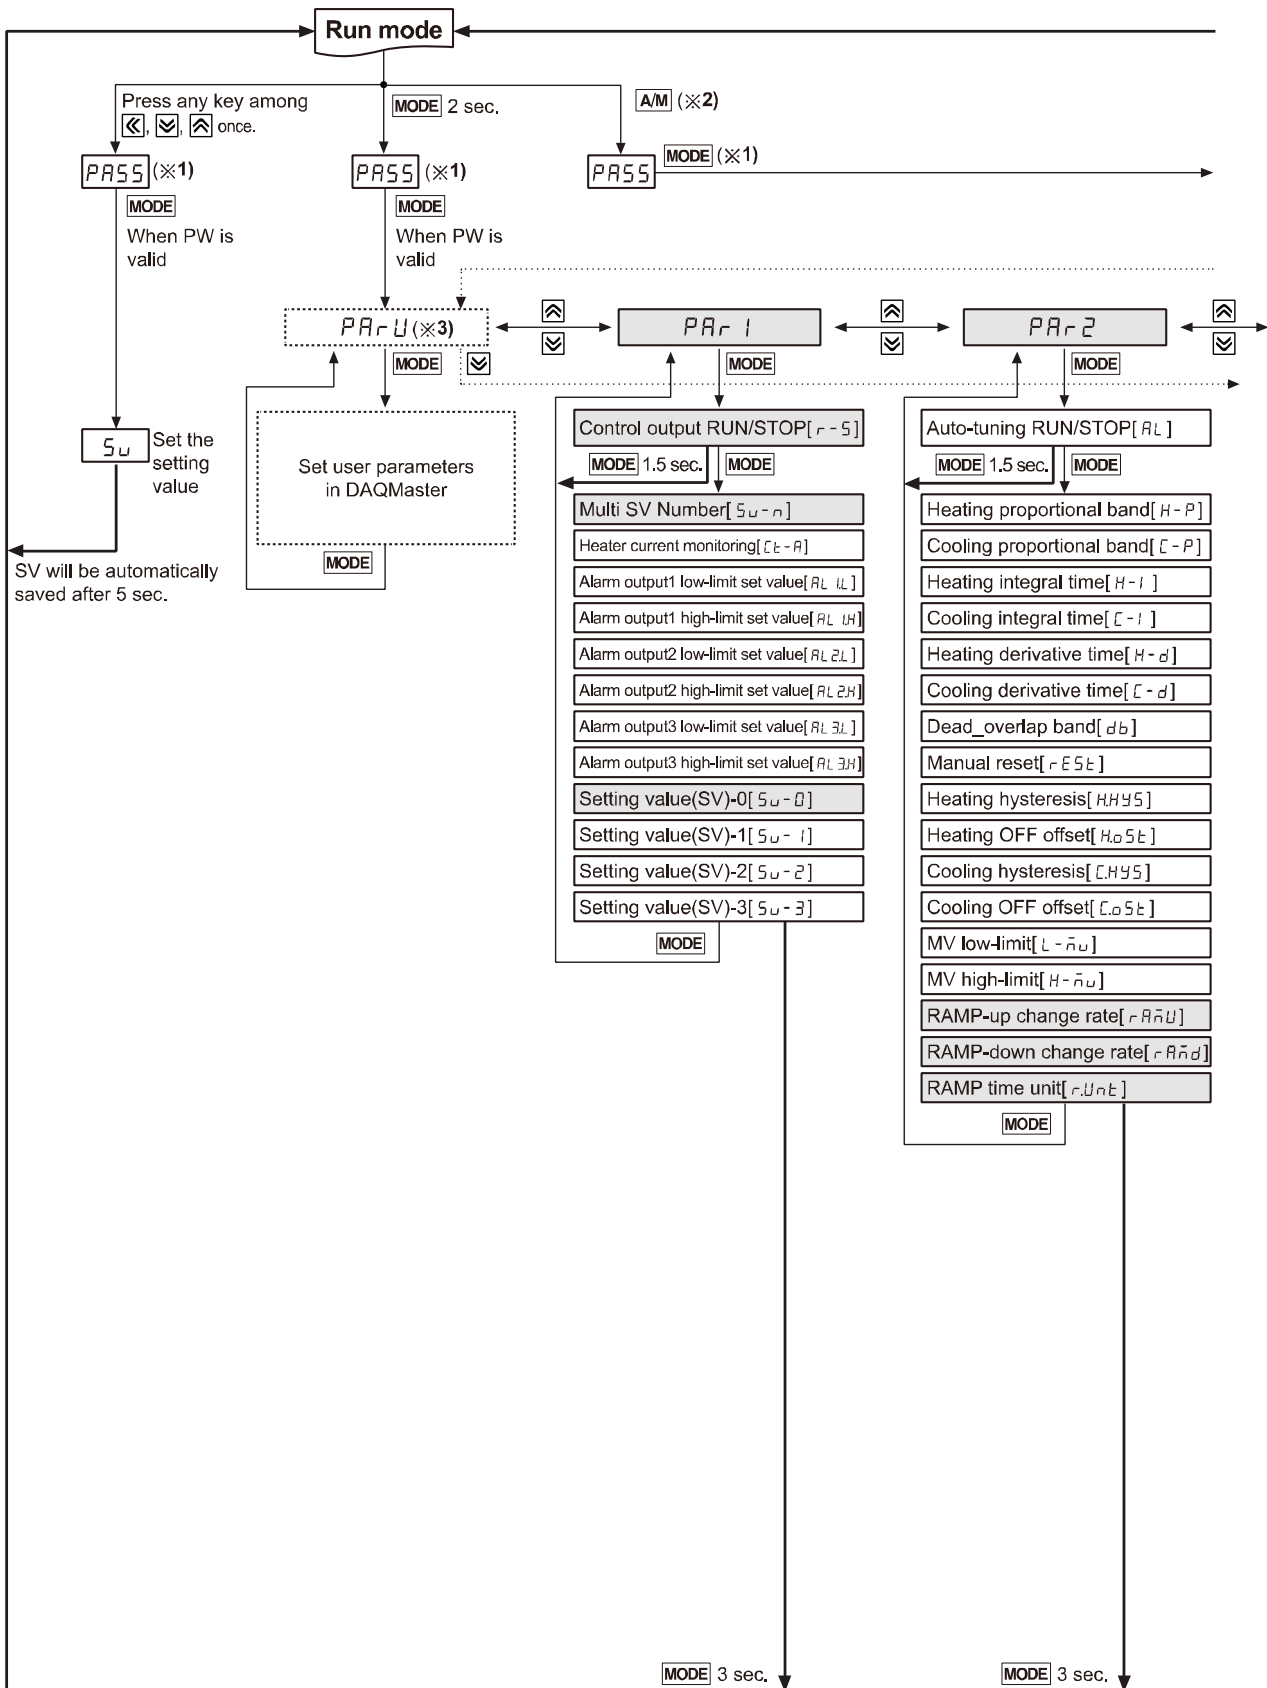 Run mode
Press any key among
, , once.
MODE 2 sec.
A/M (※2)
PASS (※1)
PASS (※1)
PASS
MODE (※1)
MODE
When PW is
valid
MODE
When PW is
valid
PArU (※3)
PAr1
PAr2
MODE
MODE
MODE
Sv
Set the
setting
value
SV will be automatically
saved after 5 sec.
Set user parameters
in DAQMaster
MODE
Control output RUN/STOP[r-S]
MODE 1.5 sec. MODE
Multi SV Number[Sv-n]
Heater current monitoring[Ct-A]
Alarm output1 low-limit set value[AL1.L]
Alarm output1 high-limit set value[AL1.H]
Alarm output2 low-limit set value[AL2.L]
Alarm output2 high-limit set value[AL2.H]
Alarm output3 low-limit set value[AL3.L]
Alarm output3 high-limit set value[AL3.H]
Setting value(SV)-0[Sv-0]
Setting value(SV)-1[Sv-1]
Setting value(SV)-2[Sv-2]
Setting value(SV)-3[Sv-3]
MODE
Auto-tuning RUN/STOP[AL]
MODE 1.5 sec. MODE
Heating proportional band[H-P]
Cooling proportional band[C-P]
Heating integral time[H-I]
Cooling integral time[C-I]
Heating derivative time[H-d]
Cooling derivative time[C-d]
Dead_overlap band[db]
Manual reset[rESt]
Heating hysteresis[H.HYS]
Heating OFF offset[H.oSt]
Cooling hysteresis[C.HYS]
Cooling OFF offset[C.oSt]
MV low-limit[L-mv]
MV high-limit[H-mv]
RAMP-up change rate[rAmU]
RAMP-down change rate[rAmd]
RAMP time unit[r.Unt]
MODE
MODE 3 sec.
MODE 3 sec.